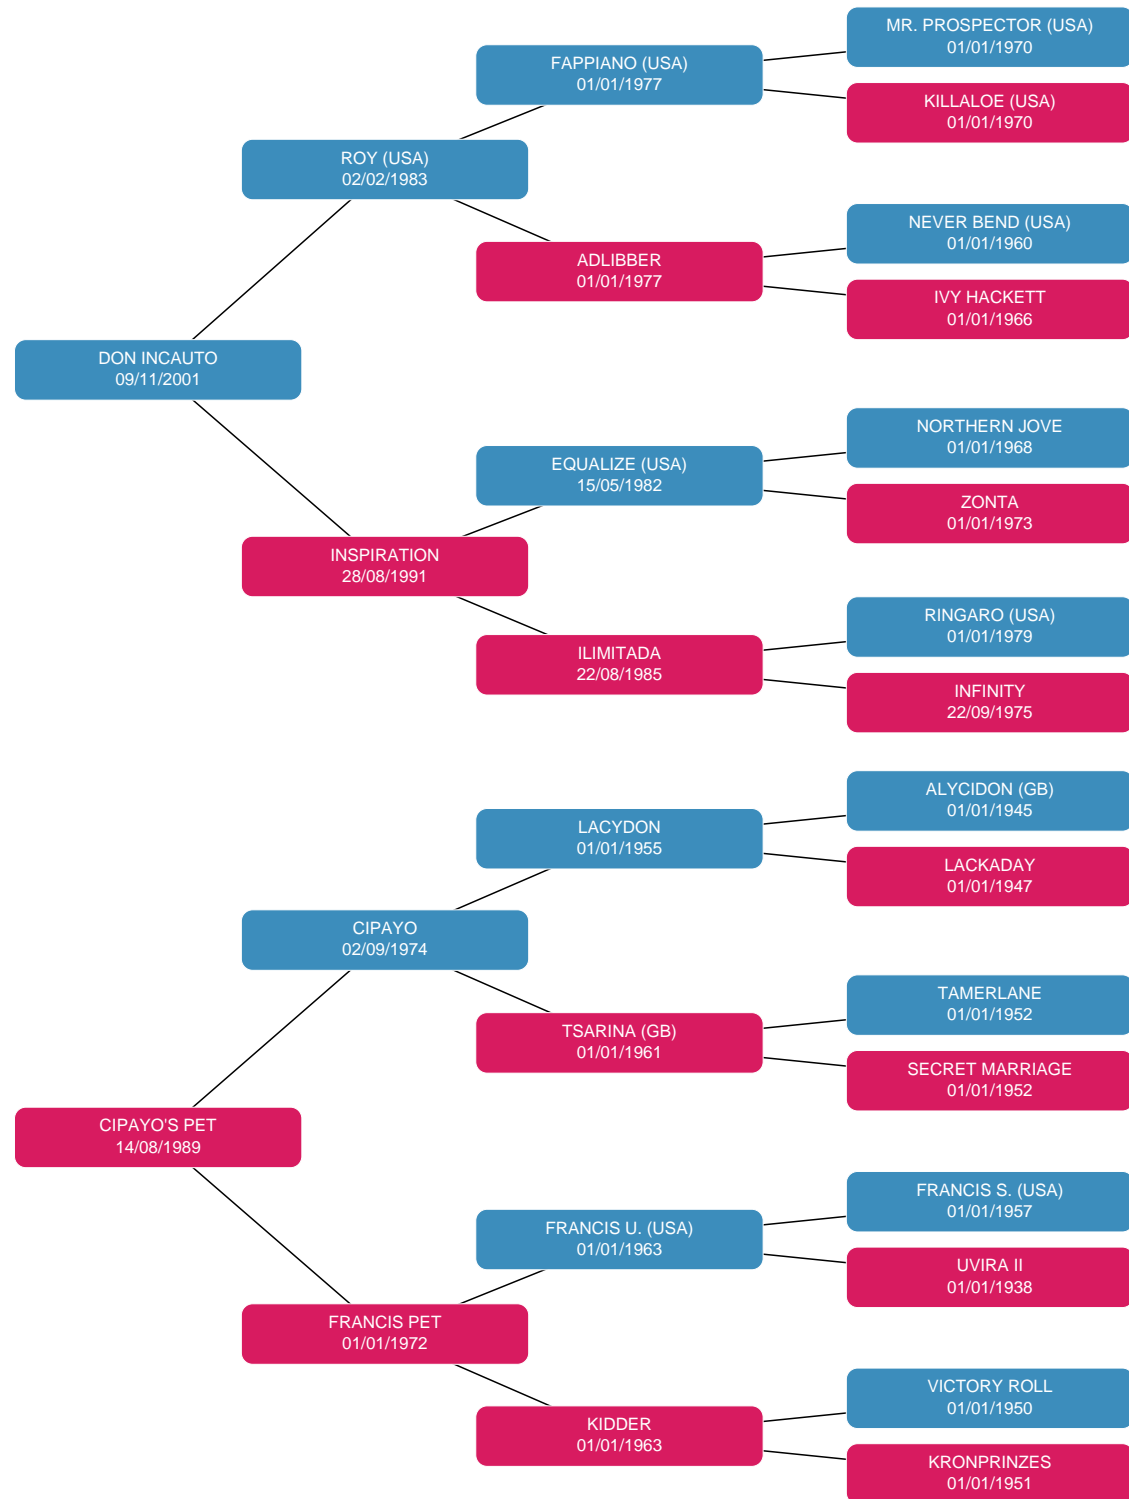 MR. PROSPECTOR (USA)
01/01/1970
FAPPIANO (USA)
01/01/1977
KILLALOE (USA)
01/01/1970
ROY (USA)
02/02/1983
NEVER BEND (USA)
01/01/1960
ADLIBBER
01/01/1977
IVY HACKETT
01/01/1966
DON INCAUTO
09/11/2001
NORTHERN JOVE
01/01/1968
EQUALIZE (USA)
15/05/1982
ZONTA
01/01/1973
INSPIRATION
28/08/1991
RINGARO (USA)
01/01/1979
ILIMITADA
22/08/1985
INFINITY
22/09/1975
ALYCIDON (GB)
01/01/1945
LACYDON
01/01/1955
LACKADAY
01/01/1947
CIPAYO
02/09/1974
TAMERLANE
01/01/1952
TSARINA (GB)
01/01/1961
SECRET MARRIAGE
01/01/1952
CIPAYO'S PET
14/08/1989
FRANCIS S. (USA)
01/01/1957
FRANCIS U. (USA)
01/01/1963
UVIRA II
01/01/1938
FRANCIS PET
01/01/1972
VICTORY ROLL
01/01/1950
KIDDER
01/01/1963
KRONPRINZES
01/01/1951